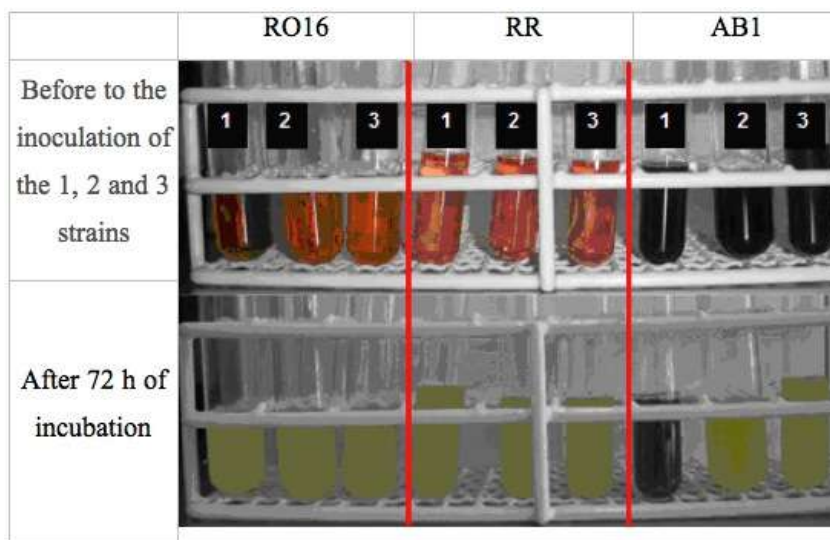 RO16 RR AB1
Before to the
inoculation of
the 1, 2 and 3
strains
1 2 3 1 2 3 1 2 3
After 72 h of
incubation